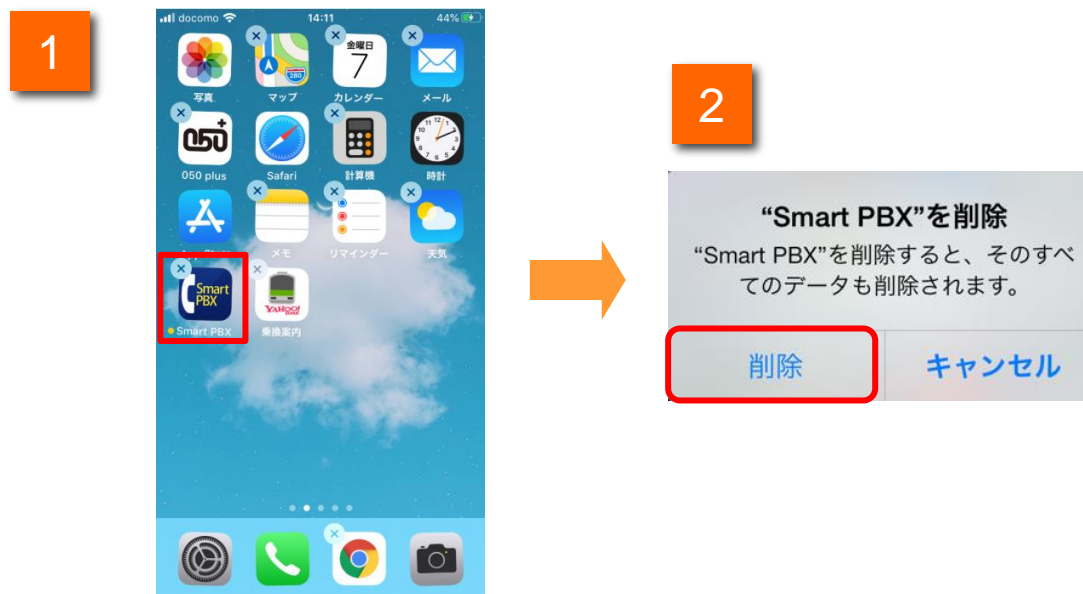 1
docomo 14:11 44%
金曜日
7
280
写真 マップ カレンダー メール
050+
050 plus Safari 計算機 時計
メモ リマインダー 天気
Smart
PBX
YAHOO!
JAPAN
Smart PBX 乗換案内
2
“Smart PBX”を削除
“Smart PBX”を削除すると、そのすべ
てのデータも削除されます。
削除 キャンセル